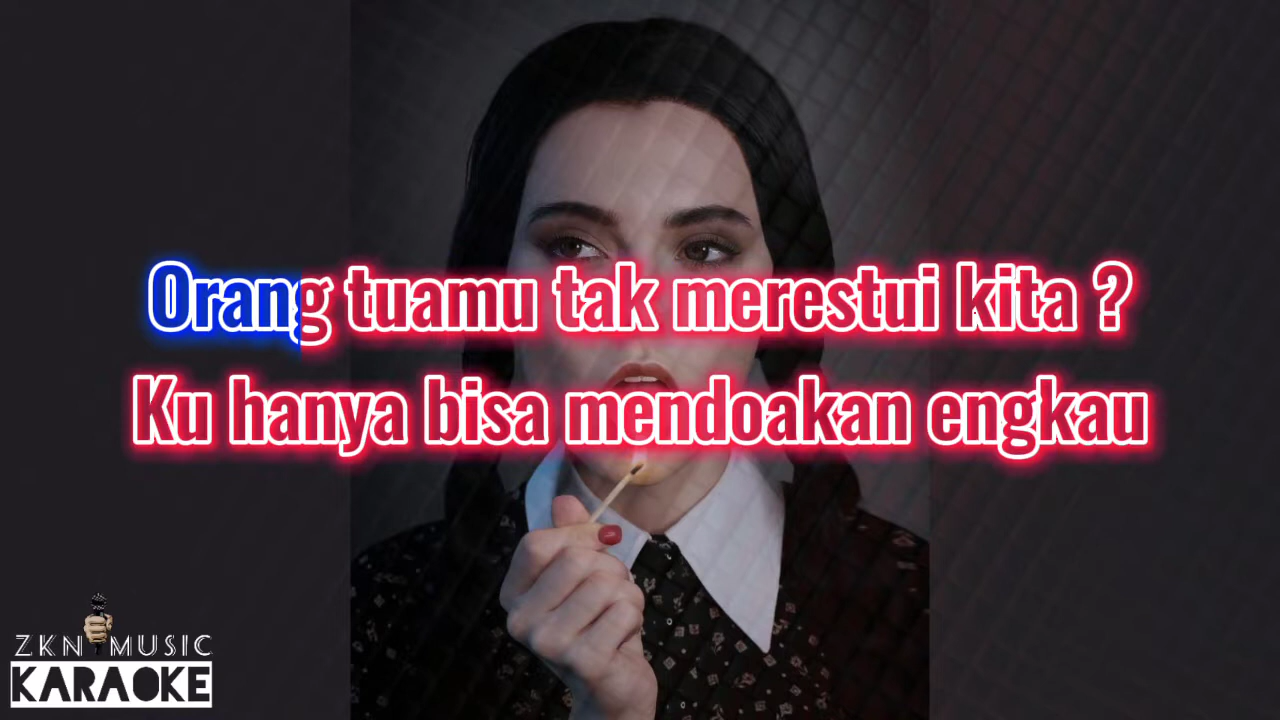 Orang tuamu tak merestui kita ?
Ku hanya bisa mendoakan engkau
ZKN MUSIC
KARAOKE